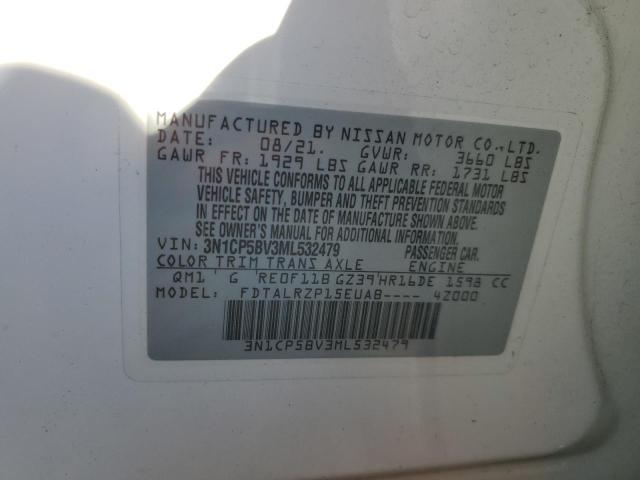 MANUFACTURED BY NISSAN MOTOR CO.,LTD.
DATE: 08/21. GVWR: 3660 LBS
GAWR FR: 1929 LBS GAWR RR: 1731 LBS
THIS VEHICLE CONFORMS TO ALL APPLICABLE FEDERAL MOTOR
VEHICLE SAFETY, BUMPER AND THEFT PREVENTION STANDARDS
IN EFFECT ON THE DATE OF MANUFACTURE SHOWN ABOVE.
SEE OWNER'S MANUAL FOR ADDITIONAL INFORMATION.
VIN: 3N1CP5BV3ML532479 PASSENGER CAR.
COLOR TRIM TRANS AXLE ENGINE
QM1 G RE0F11B GZ39 HR16DE 1598 CC
MODEL: FDTALRZP15EUAB---- 42000
3N1CP5BV3ML532479